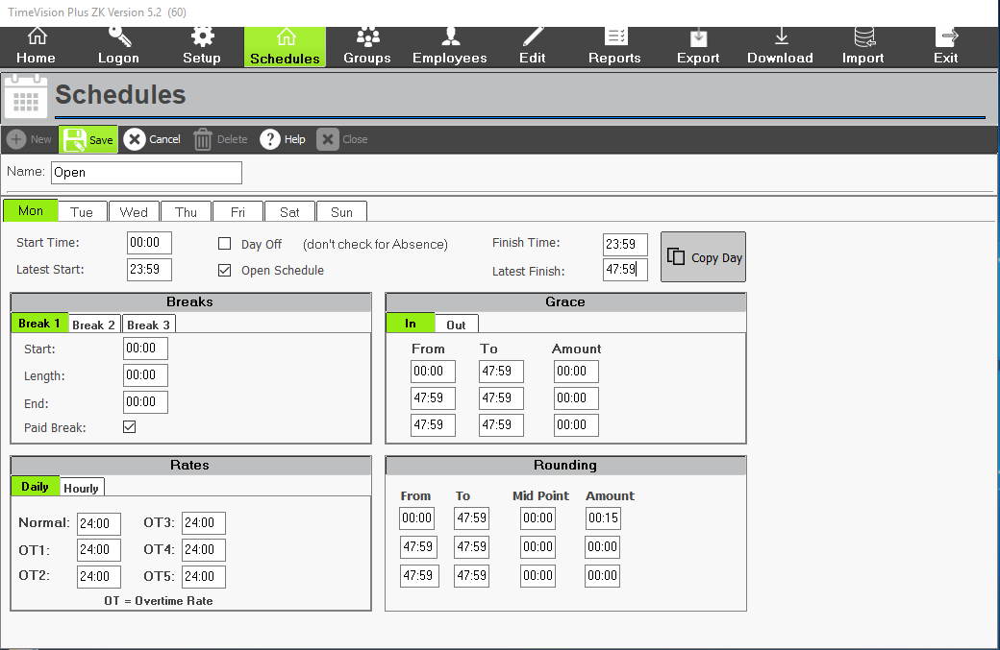 TimeVision Plus ZK Version 5.2 (60)
Home Logon Setup Schedules Groups Employees Edit Reports Export Download Import Exit
Schedules
New Save Cancel Delete ? Help Close
Name: Open
Mon Tue Wed Thu Fri Sat Sun
Start Time: 00:00 Day Off (don't check for Absence) Finish Time: 23:59
Latest Start: 23:59 Open Schedule Latest Finish: 47:59
Copy Day
Breaks
Break 1 Break 2 Break 3
Start: 00:00
Length: 00:00
End: 00:00
Paid Break:
Grace
In Out
From To Amount
00:00 47:59 00:00
47:59 47:59 00:00
47:59 47:59 00:00
Rates
Daily Hourly
Normal: 24:00 OT3: 24:00
OT1: 24:00 OT4: 24:00
OT2: 24:00 OT5: 24:00
OT = Overtime Rate
Rounding
From To Mid Point Amount
00:00 47:59 00:00 00:15
47:59 47:59 00:00 00:00
47:59 47:59 00:00 00:00